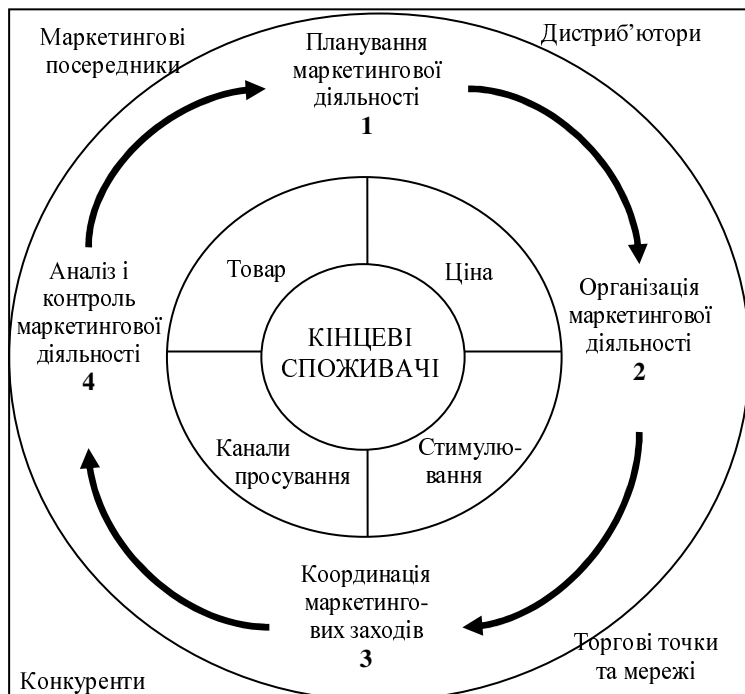 Маркетингові
посередники
Планування
маркетингової
діяльності
1
Дистриб’ютори
Товар
Ціна
Аналіз і
контроль
маркетингової
діяльності
4
КІНЦЕВІ
СПОЖИВАЧІ
Організація
маркетингової
діяльності
2
Канали
просування
Стимулю-
вання
Координація
маркетинго-
вих заходів
3
Конкуренти
Торгові точки
та мережі